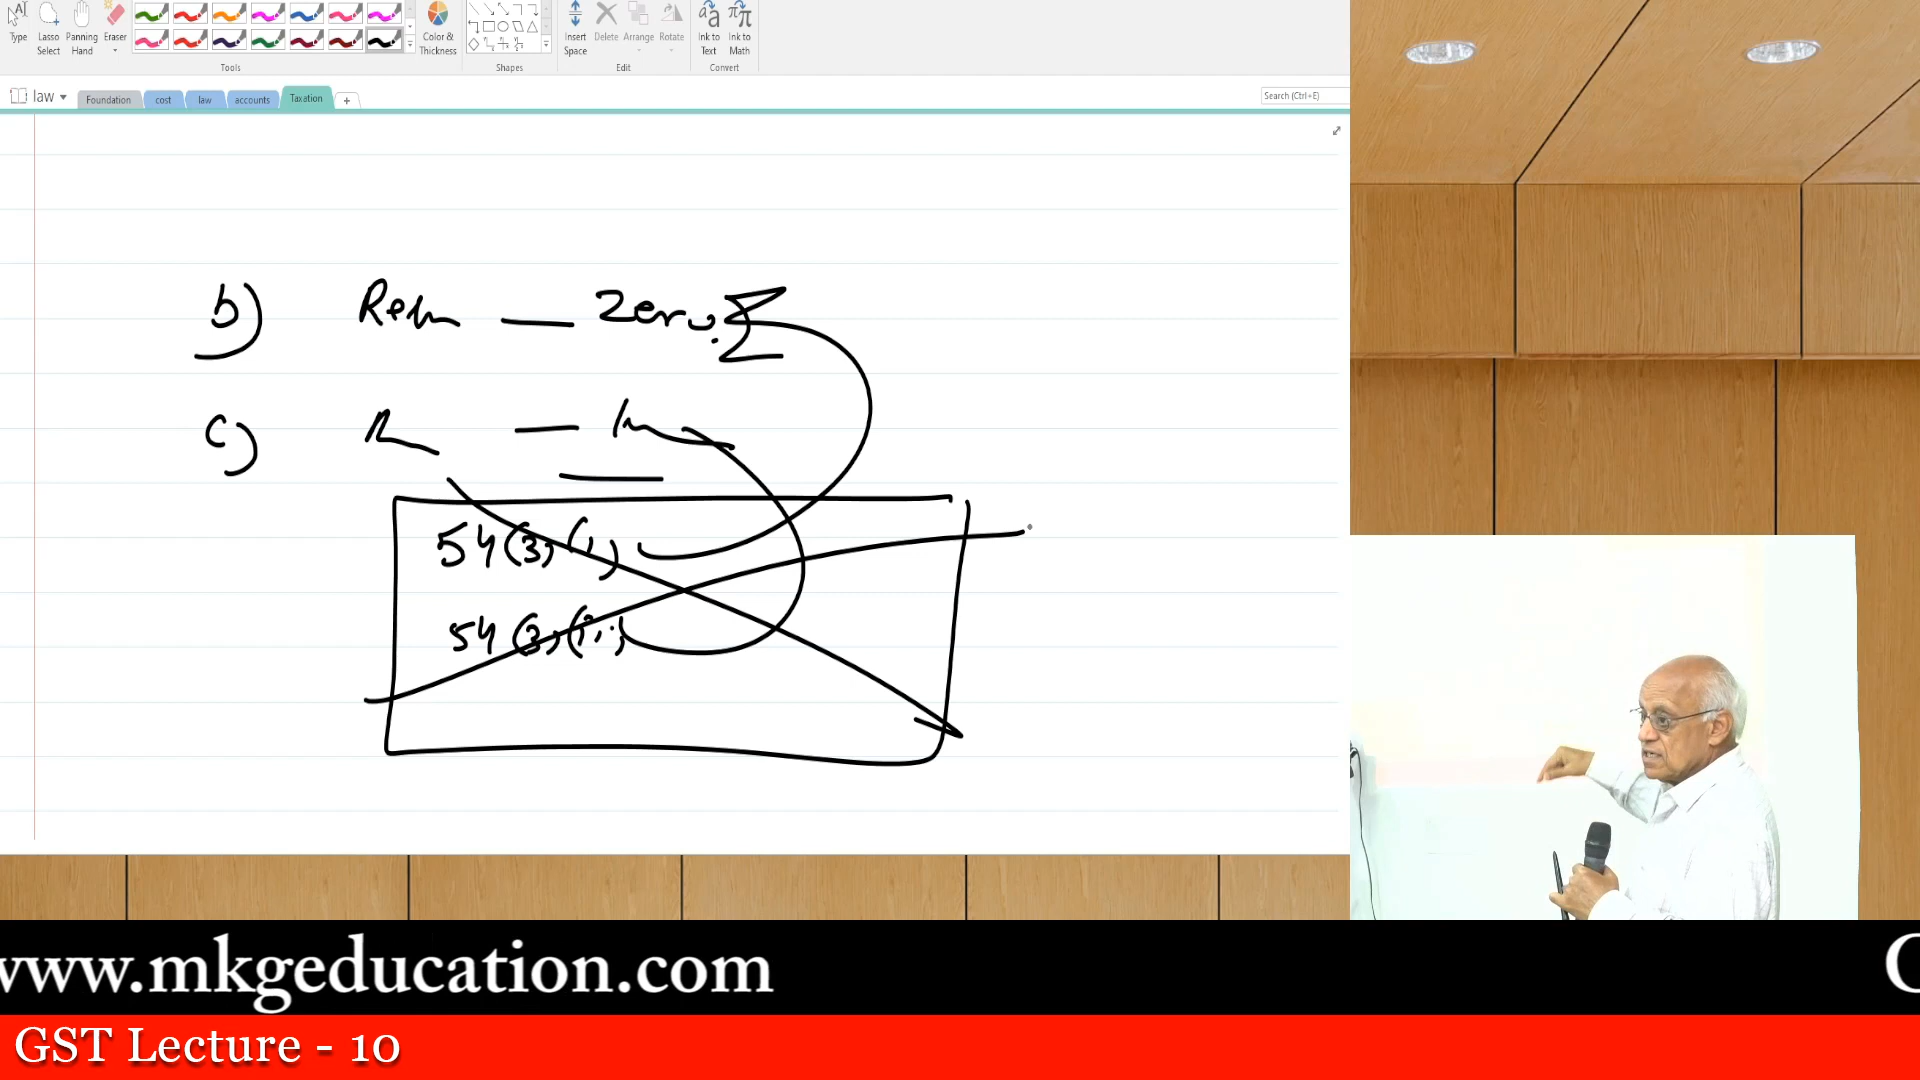 Type Lasso Select Panning Hand Eraser Color & Thickness Insert Space Delete Arrange Rotate Ink to Text Ink to Math
Tools Shapes Edit Convert
law Foundation cost law accounts Taxation + Search (Ctrl+E)
b) — Zero.
c) —
54(3)(i)
54(3)(ii)
www.mkgeducation.com C
GST Lecture - 10